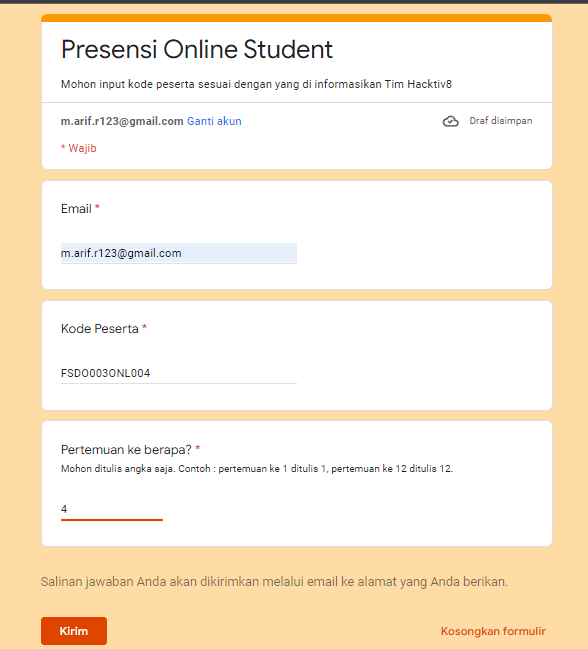 Presensi Online Student
Mohon input kode peserta sesuai dengan yang di informasikan Tim Hacktiv8
m.arif.r123@gmail.com Ganti akun
Draf disimpan
* Wajib
Email *
m.arif.r123@gmail.com
Kode Peserta *
FSDO003ONL004
Pertemuan ke berapa? *
Mohon ditulis angka saja. Contoh : pertemuan ke 1 ditulis 1, pertemuan ke 12 ditulis 12.
4
Salinan jawaban Anda akan dikirimkan melalui email ke alamat yang Anda berikan.
Kirim
Kosongkan formulir